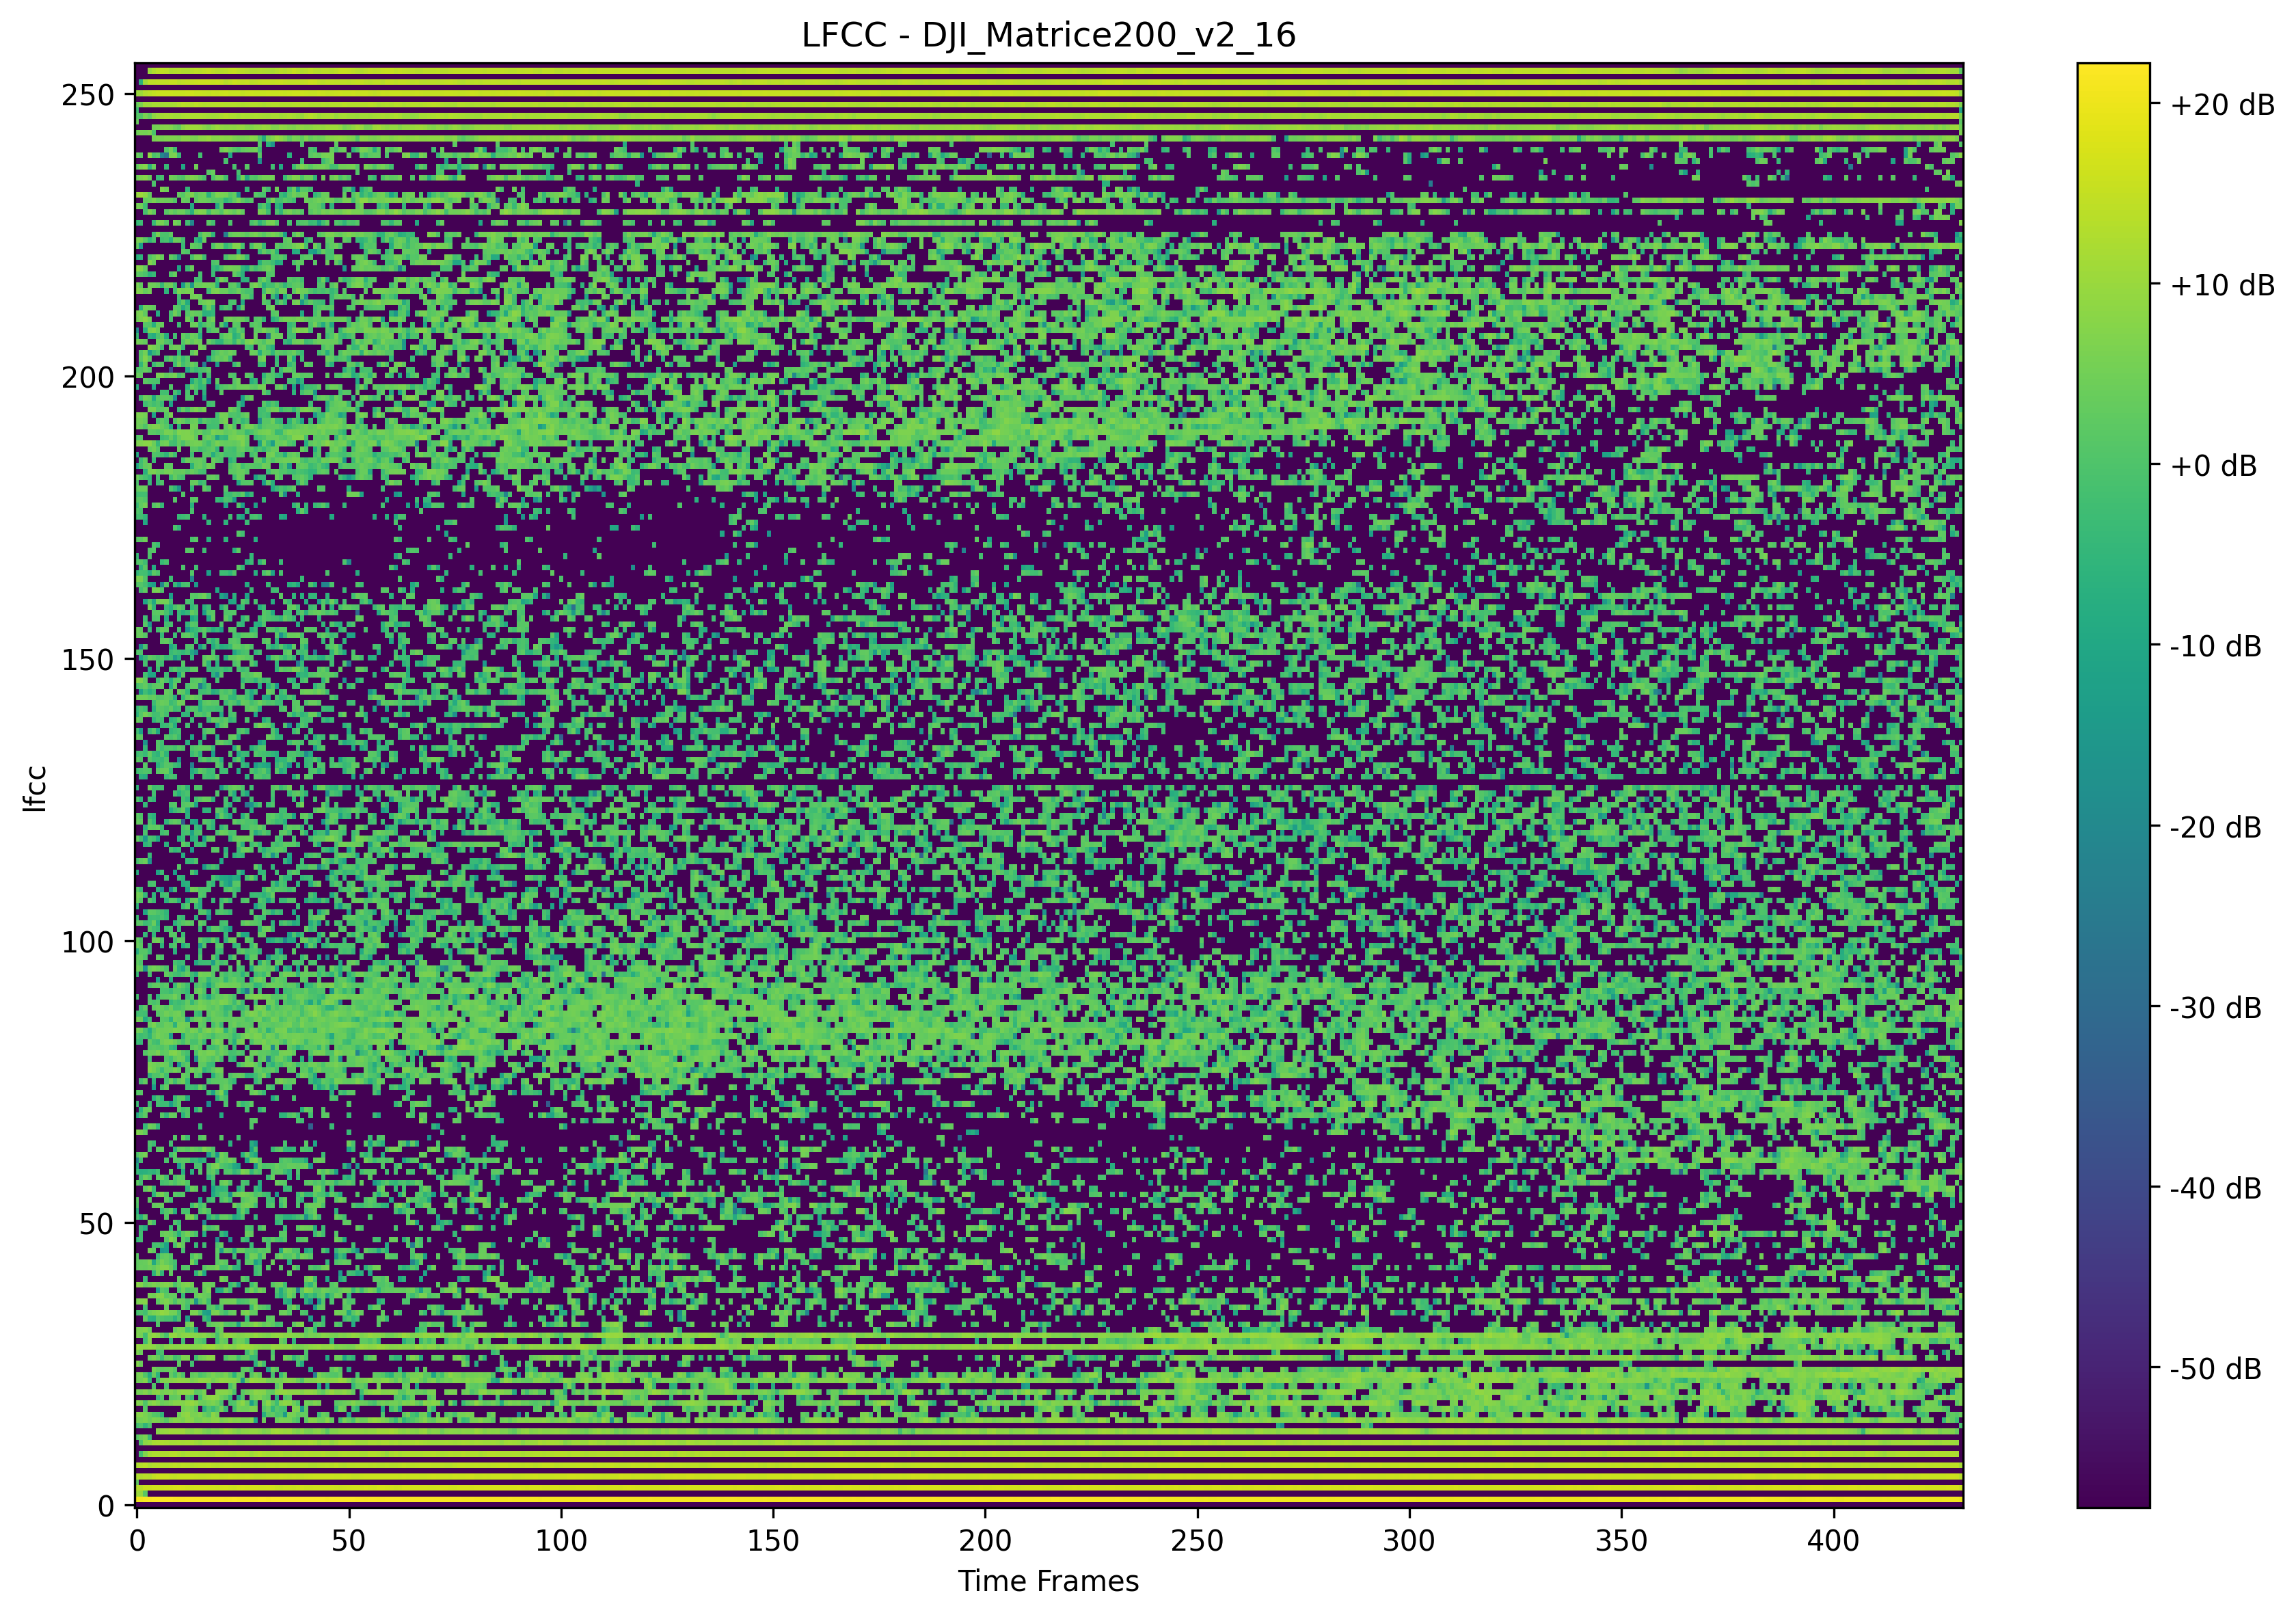 LFCC - DJI_Matrice200_v2_16
250
200
150
100
50
0
lfcc
0 50 100 150 200 250 300 350 400
Time Frames
+20 dB
+10 dB
+0 dB
-10 dB
-20 dB
-30 dB
-40 dB
-50 dB